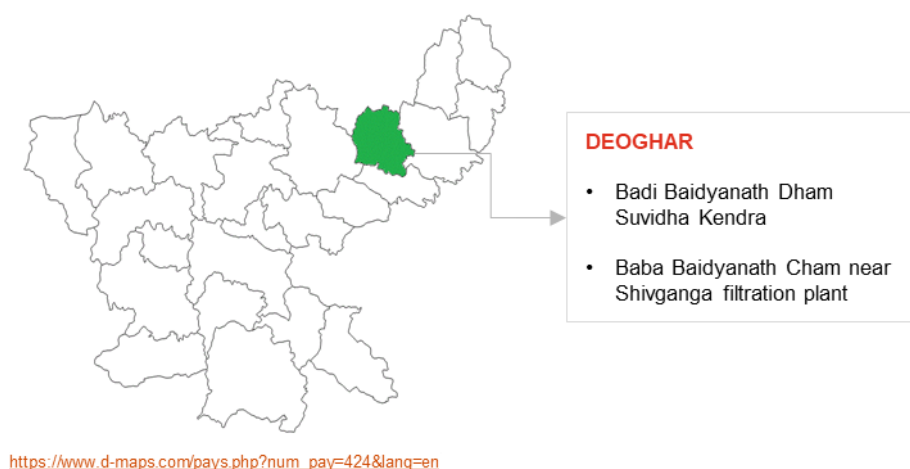 DEOGHAR
• Badi Baidyanath Dham
Suvidha Kendra
• Baba Baidyanath Cham near
Shivganga filtration plant
https://www.d-maps.com/pays.php?num_pay=424&lang=en